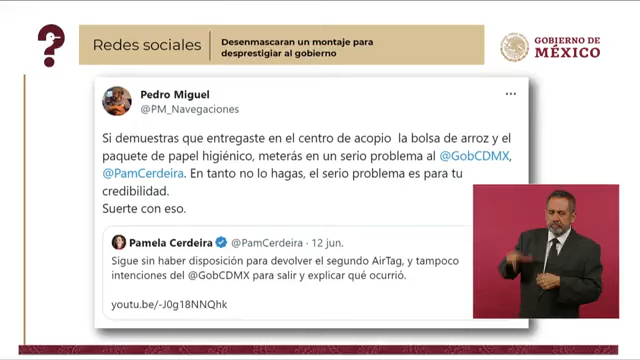 Redes sociales
Desenmascaran un montaje para
desprestigiar al gobierno
GOBIERNO DE
MÉXICO
Pedro Miguel
@PM_Navegaciones
Si demuestras que entregaste en el centro de acopio la bolsa de arroz y el
paquete de papel higiénico, meterás en un serio problema al @GobCDMX,
@PamCerdeira. En tanto no lo hagas, el serio problema es para tu
credibilidad.
Suerte con eso.
Pamela Cerdeira @PamCerdeira · 12 jun.
Sigue sin haber disposición para devolver el segundo AirTag, y tampoco
intenciones del @GobCDMX para salir y explicar qué ocurrió.
youtu.be/-J0g18NNQhk